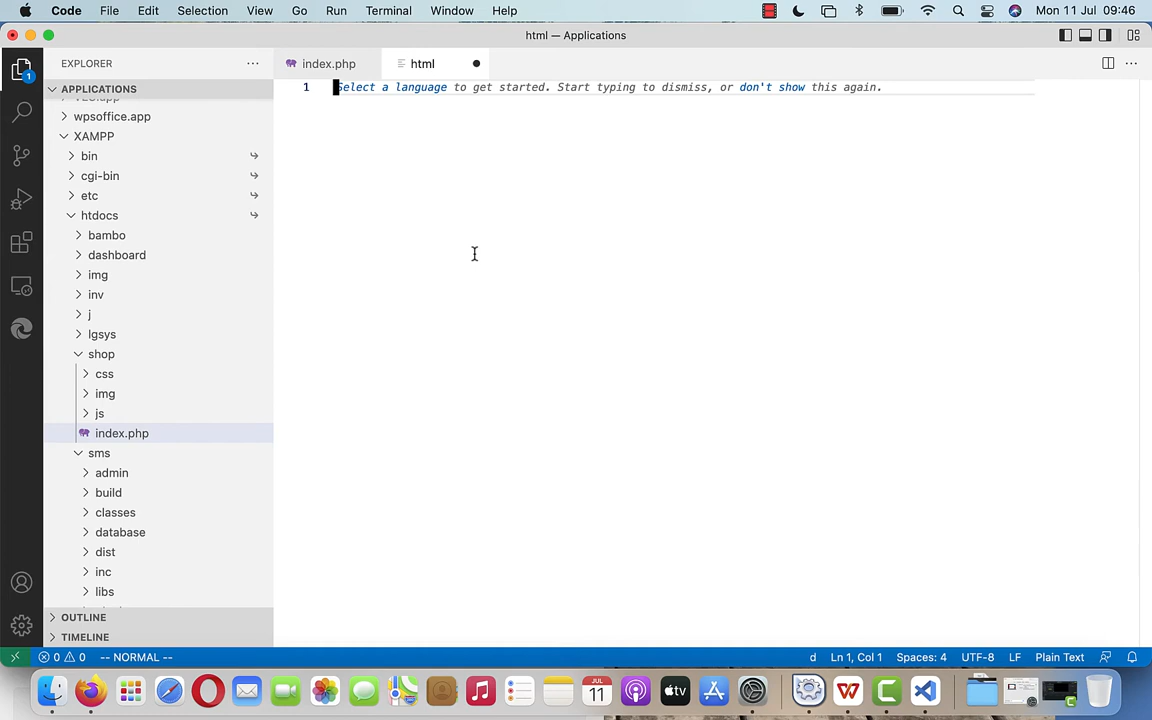 Code File Edit Selection View Go Run Terminal Window Help Mon 11 Jul 09:46
html — Applications
EXPLORER
index.php
html
APPLICATIONS
1 Select a language to get started. Start typing to dismiss, or don't show this again.
wpsoffice.app
XAMPP
bin
cgi-bin
etc
htdocs
bambo
dashboard
img
inv
j
lgsys
shop
css
img
js
index.php
sms
admin
build
classes
database
dist
inc
libs
OUTLINE
TIMELINE
0 0 -- NORMAL -- d Ln 1, Col 1 Spaces: 4 UTF-8 LF Plain Text
JUL
11
tv